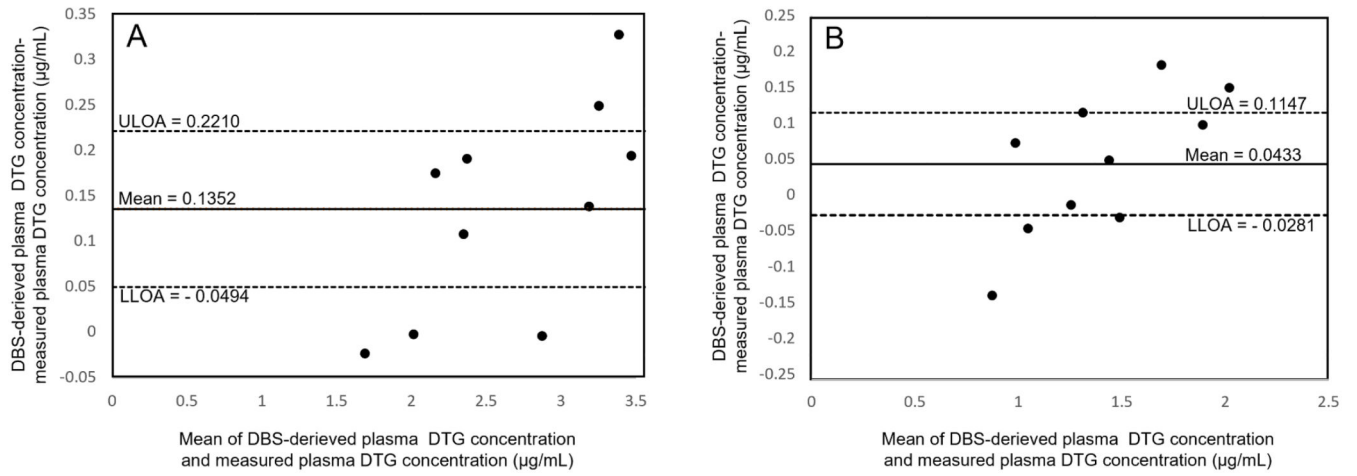 A
DBS-derieved plasma DTG concentration-
measured plasma DTG concentration (µg/mL)
0.35
0.3
0.25
0.2
0.15
0.1
0.05
0
-0.05
ULOA = 0.2210
Mean = 0.1352
LLOA = - 0.0494
0
0.5
1
1.5
2
2.5
3
3.5
Mean of DBS-derieved plasma DTG concentration
and measured plasma DTG concentration (µg/mL)
B
DBS-derieved plasma DTG concentration-
measured plasma DTG concentration (µg/mL)
0.25
0.2
0.15
0.1
0.05
0
-0.05
-0.1
-0.15
-0.2
-0.25
ULOA = 0.1147
Mean = 0.0433
LLOA = - 0.0281
0
0.5
1
1.5
2
2.5
Mean of DBS-derieved plasma DTG concentration
and measured plasma DTG concentration (µg/mL)